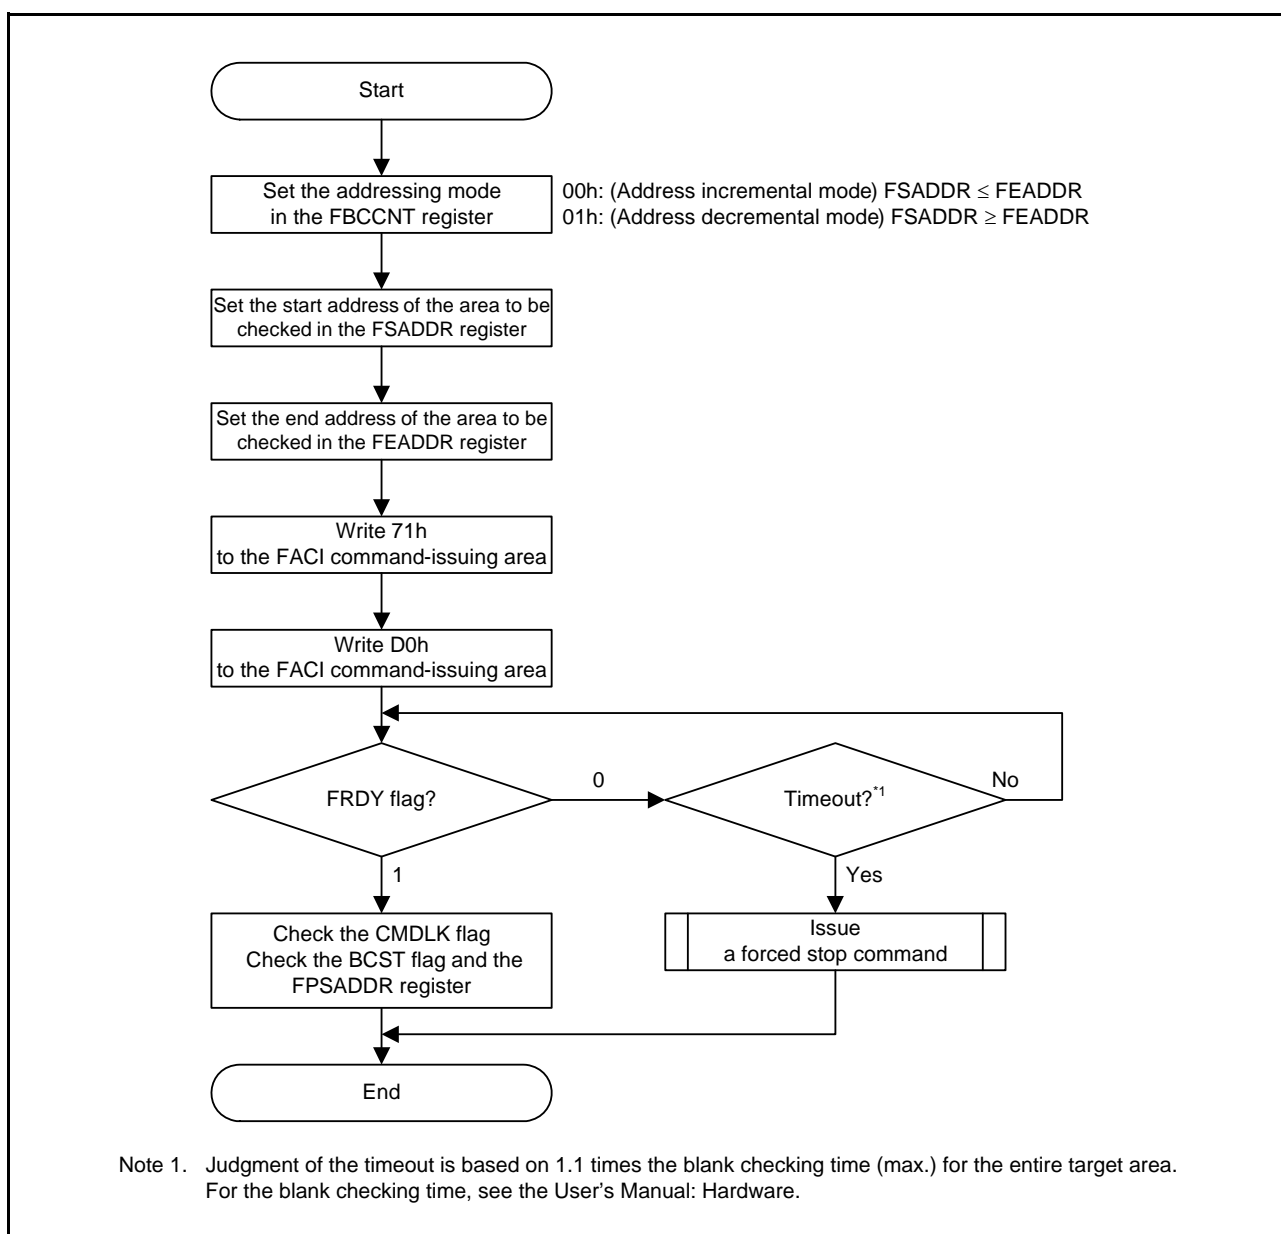 Start
Set the addressing mode
in the FBCCNT register
00h: (Address incremental mode) FSADDR ≤ FEADDR
01h: (Address decremental mode) FSADDR ≥ FEADDR
Set the start address of the area to be
checked in the FSADDR register
Set the end address of the area to be
checked in the FEADDR register
Write 71h
to the FACI command-issuing area
Write D0h
to the FACI command-issuing area
FRDY flag?
0
Timeout?*1
No
1
Yes
Check the CMDLK flag
Check the BCST flag and the
FPSADDR register
Issue
a forced stop command
End
Note 1. Judgment of the timeout is based on 1.1 times the blank checking time (max.) for the entire target area.
For the blank checking time, see the User's Manual: Hardware.